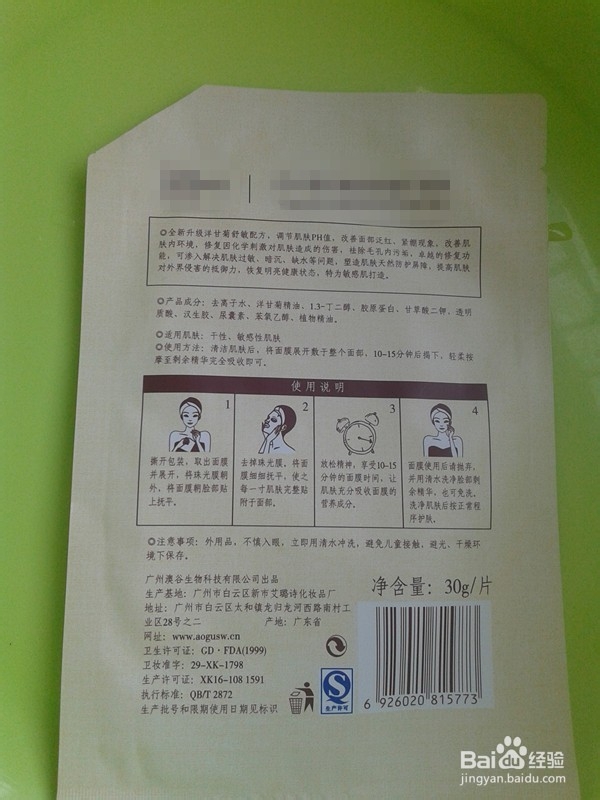 ◎全新升级洋甘菊舒敏配方，调节肌肤PH值，改善面部泛红、紧绷现象，改善肌
肤内环境，修复因化学刺激对肌肤造成的伤害，祛除毛孔内污垢，卓越的修复功
能，可渗入解决肌肤过敏、暗沉、缺水等问题，塑造肌肤天然防护屏障，提高肌肤
对外界侵害的抵御力，恢复明亮健康状态，特为敏感肌打造。
◎产品成分：去离子水、洋甘菊精油、1.3-丁二醇、胶原蛋白、甘草酸二钾、透明
质酸、汉生胶、尿囊素、苯氧乙醇、植物精油。
◎适用肌肤：干性、敏感性肌肤
◎使用方法：清洁肌肤后，将面膜展开敷于整个面部，10-15分钟后揭下，轻柔按
摩至剩余精华完全吸收即可。
使用说明
1
2
3
4
撕开包装，取出面膜
并展开，将珠光膜朝
外，将面膜朝脸部贴
上抚平。
去掉珠光膜。将面
膜细细抚平，使之
每一寸肌肤完整贴
附于面部。
放松精神，享受10-15
分钟的面膜时间，让
肌肤充分吸收面膜的
营养成分。
面膜使用后请抛弃，
并用清水洗净脸部剩
余精华，也可免洗。
洗净肌肤后按正常程
序护肤。
◎注意事项：外用品，不慎入眼，立即用清水冲洗，避免儿童接触，避光、干燥环
境下保存。
广州澳谷生物科技有限公司出品
生产基地：广州市白云区新市艾璐诗化妆品厂
地址：广州市白云区太和镇龙归龙河西路南村工
业区28号之二 产地：广东省
网址：www.aogusw.cn
卫生许可证：GD·FDA(1999)
卫妆准字：29-XK-1798
生产许可证：XK16-108 1591
执行标准：QB/T 2872
生产批号和限期使用日期见标识
净含量：30g/片
QS
生产许可
6 926020 815773
Baidu经验
jingyan.baidu.com